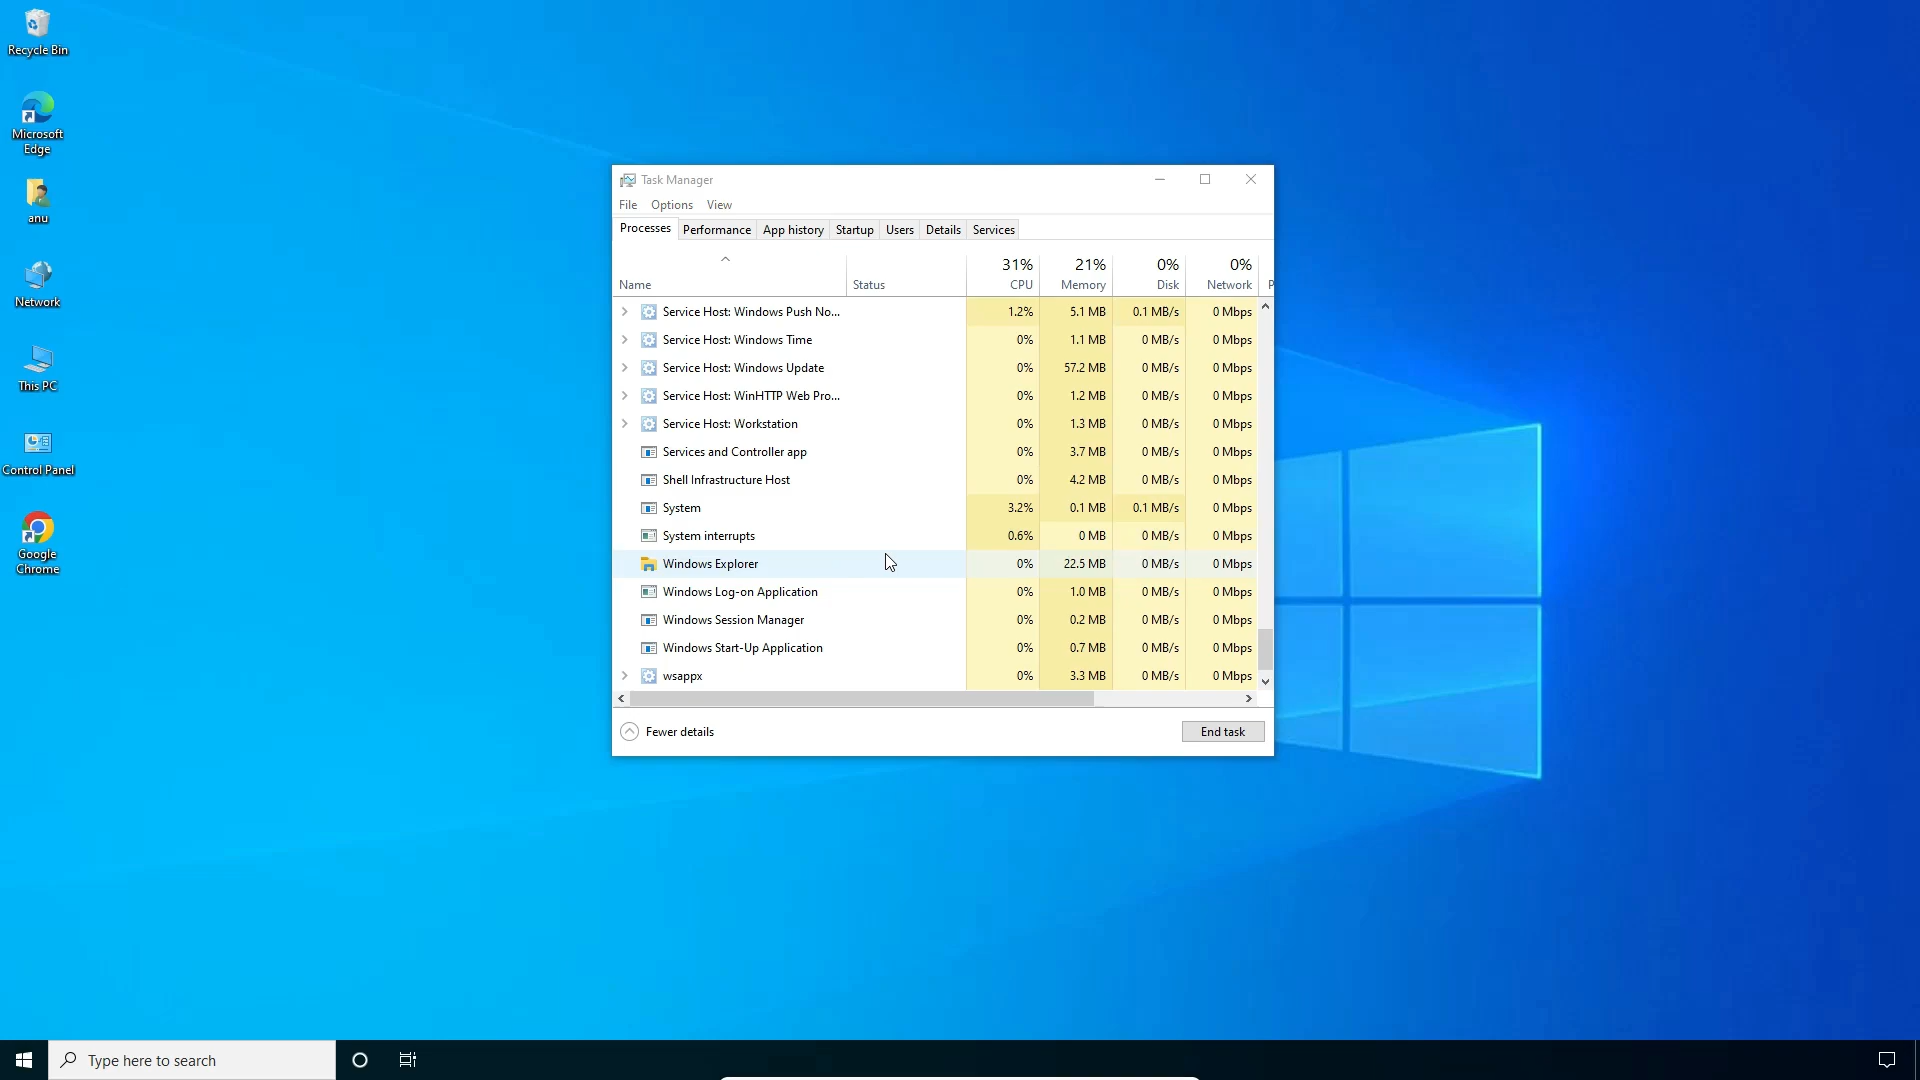 Recycle Bin
Microsoft
Edge
anu
Network
This PC
Control Panel
Google
Chrome
Task Manager
File Options View
Processes Performance App history Startup Users Details Services
31% 21% 0% 0%
Name Status CPU Memory Disk Network P
Service Host: Windows Push No... 1.2% 5.1 MB 0.1 MB/s 0 Mbps
Service Host: Windows Time 0% 1.1 MB 0 MB/s 0 Mbps
Service Host: Windows Update 0% 57.2 MB 0 MB/s 0 Mbps
Service Host: WinHTTP Web Pro... 0% 1.2 MB 0 MB/s 0 Mbps
Service Host: Workstation 0% 1.3 MB 0 MB/s 0 Mbps
Services and Controller app 0% 3.7 MB 0 MB/s 0 Mbps
Shell Infrastructure Host 0% 4.2 MB 0 MB/s 0 Mbps
System 3.2% 0.1 MB 0.1 MB/s 0 Mbps
System interrupts 0.6% 0 MB 0 MB/s 0 Mbps
Windows Explorer 0% 22.5 MB 0 MB/s 0 Mbps
Windows Log-on Application 0% 1.0 MB 0 MB/s 0 Mbps
Windows Session Manager 0% 0.2 MB 0 MB/s 0 Mbps
Windows Start-Up Application 0% 0.7 MB 0 MB/s 0 Mbps
wsappx 0% 3.3 MB 0 MB/s 0 Mbps
Fewer details End task
Type here to search